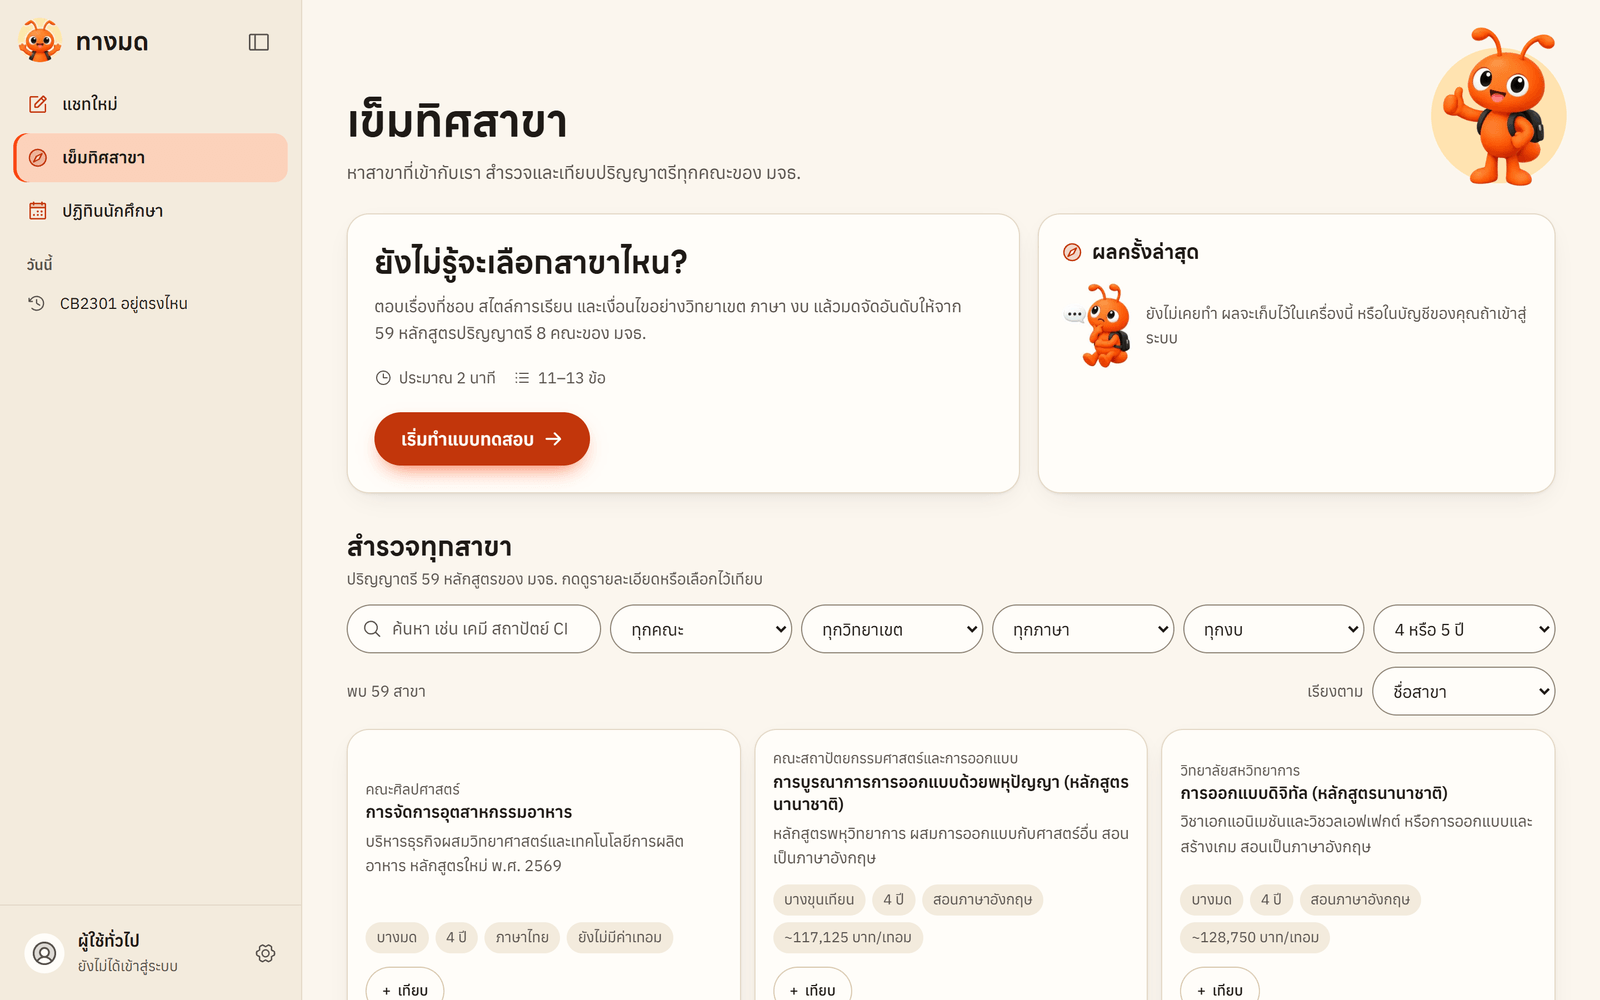 ทางมด
แชทใหม่
เข็มทิศสาขา
ปฏิทินนักศึกษา
วันนี้
CB2301 อยู่ตรงไหน
ผู้ใช้ทั่วไป
ยังไม่ได้เข้าสู่ระบบ
เข็มทิศสาขา
หาสาขาที่เข้ากับเรา สำรวจและเทียบปริญญาตรีทุกคณะของ มจธ.
ยังไม่รู้จะเลือกสาขาไหน?
ตอบเรื่องที่ชอบ สไตล์การเรียน และเงื่อนไขอย่างวิทยาเขต ภาษา งบ แล้วมดจัดอันดับให้จาก
59 หลักสูตรปริญญาตรี 8 คณะของ มจธ.
ประมาณ 2 นาที 11–13 ข้อ
เริ่มทำแบบทดสอบ →
ผลครั้งล่าสุด
ยังไม่เคยทำ ผลจะเก็บไว้ในเครื่องนี้ หรือในบัญชีของคุณถ้าเข้าสู่
ระบบ
สำรวจทุกสาขา
ปริญญาตรี 59 หลักสูตรของ มจธ. กดดูรายละเอียดหรือเลือกไว้เทียบ
ค้นหา เช่น เคมี สถาปัตย์ CI
ทุกคณะ
ทุกวิทยาเขต
ทุกภาษา
ทุกงบ
4 หรือ 5 ปี
พบ 59 สาขา
เรียงตาม
ชื่อสาขา
คณะศิลปศาสตร์
การจัดการอุตสาหกรรมอาหาร
บริหารธุรกิจผสมวิทยาศาสตร์และเทคโนโลยีการผลิต
อาหาร หลักสูตรใหม่ พ.ศ. 2569
บางมด
4 ปี
ภาษาไทย
ยังไม่มีค่าเทอม
+ เทียบ
คณะสถาปัตยกรรมศาสตร์และการออกแบบ
การบูรณาการการออกแบบด้วยพหุปัญญา (หลักสูตร
นานาชาติ)
หลักสูตรพหุวิทยาการ ผสมการออกแบบกับศาสตร์อื่น สอน
เป็นภาษาอังกฤษ
บางขุนเทียน
4 ปี
สอนภาษาอังกฤษ
~117,125 บาท/เทอม
+ เทียบ
วิทยาลัยสหวิทยาการ
การออกแบบดิจิทัล (หลักสูตรนานาชาติ)
วิชาเอกแอนิเมชันและวิชวลเอฟเฟกต์ หรือการออกแบบและ
สร้างเกม สอนเป็นภาษาอังกฤษ
บางมด
4 ปี
สอนภาษาอังกฤษ
~128,750 บาท/เทอม
+ เทียบ